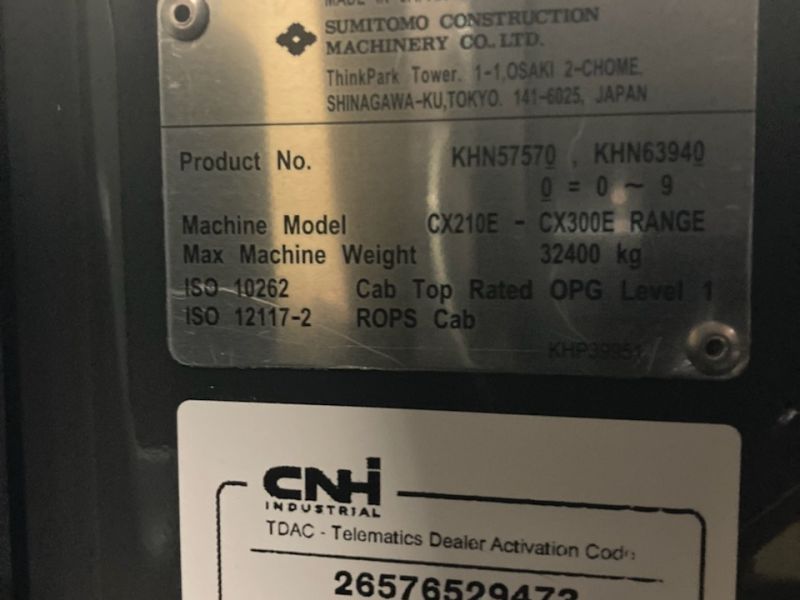 SUMITOMO CONSTRUCTION
MACHINERY CO., LTD.
ThinkPark Tower. 1-1,OSAKI 2-CHOME,
SHINAGAWA-KU,TOKYO. 141-6025, JAPAN
Product No. KHN57570 , KHN63940
0 = 0 ~ 9
Machine Model CX210E - CX300E RANGE
Max Machine Weight 32400 kg
ISO 10262 Cab Top Rated OPG Level 1
ISO 12117-2 ROPS Cab
KHP39951
CNH
INDUSTRIAL
TDAC - Telematics Dealer Activation Code
26576529473